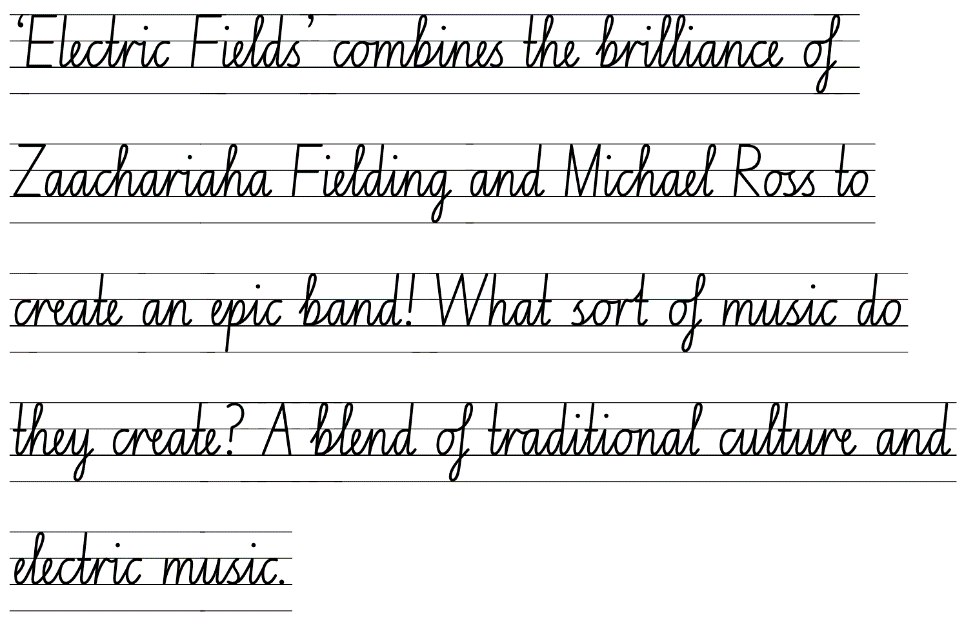 ‘Electric Fields’ combines the brilliance of
Zaachariaha Fielding and Michael Ross to
create an epic band! What sort of music do
they create? A blend of traditional culture and
electric music.